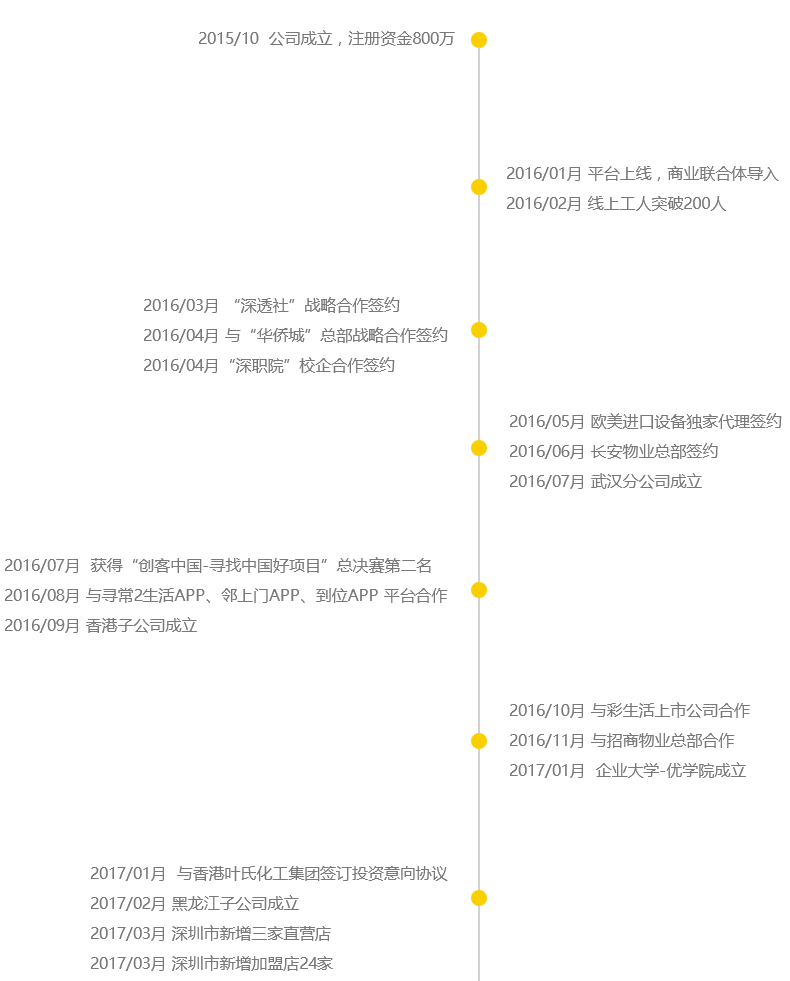 2015/10  公司成立，注册资金800万
2016/01月 平台上线，商业联合体导入
2016/02月 线上工人突破200人
2016/03月 “深透社”战略合作签约
2016/04月 与“华侨城”总部战略合作签约
2016/04月“深职院”校企合作签约
2016/05月 欧美进口设备独家代理签约
2016/06月 长安物业总部签约
2016/07月 武汉分公司成立
2016/07月  获得“创客中国-寻找中国好项目”总决赛第二名
2016/08月 与寻常2生活APP、邻上门APP、到位APP 平台合作
2016/09月 香港子公司成立
2016/10月 与彩生活上市公司合作
2016/11月 与招商物业总部合作
2017/01月  企业大学-优学院成立
2017/01月  与香港叶氏化工集团签订投资意向协议
2017/02月 黑龙江子公司成立
2017/03月 深圳市新增三家直营店
2017/03月 深圳市新增加盟店24家